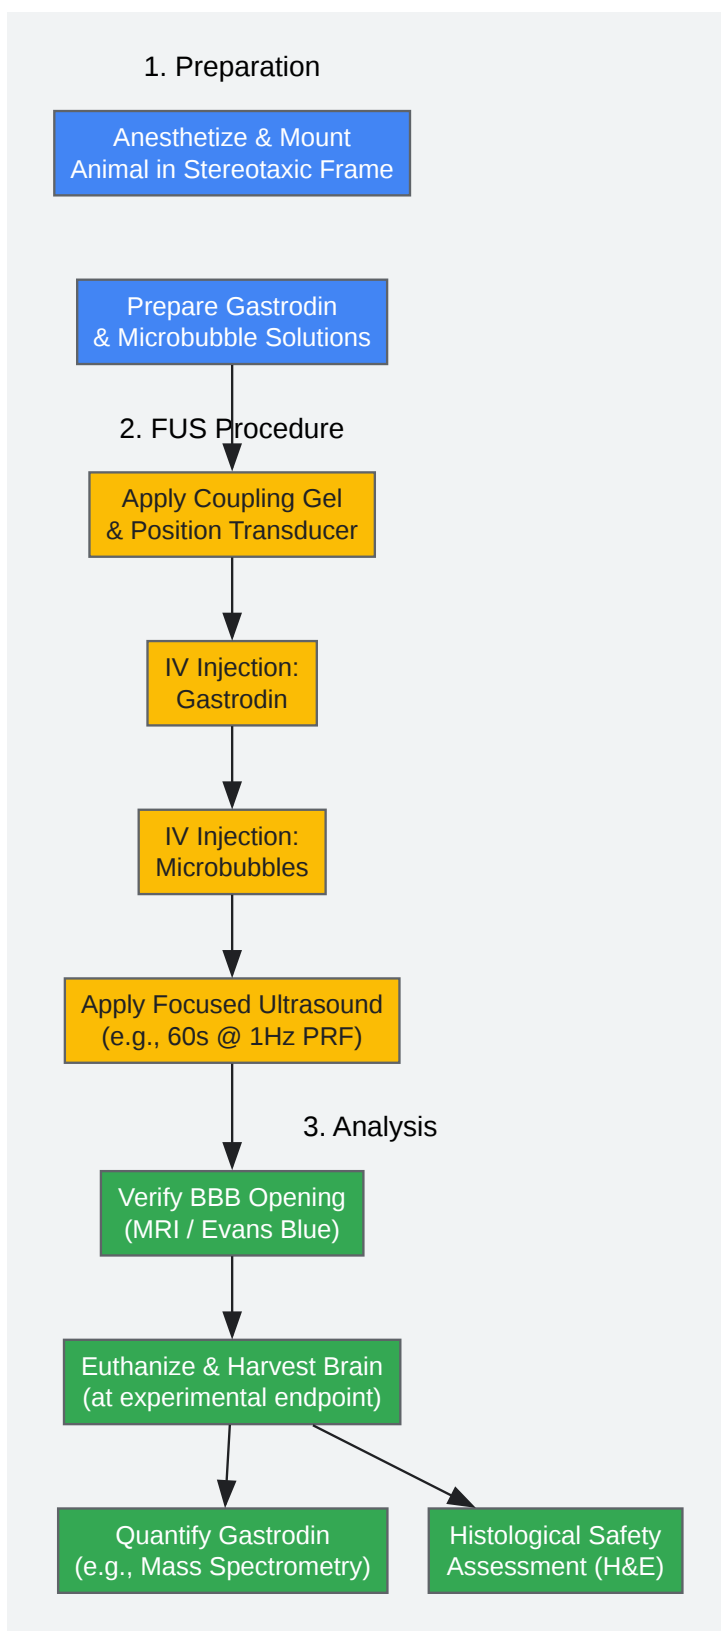 1. Preparation
Anesthetize & Mount
Animal in Stereotaxic Frame
Prepare Gastrodin
& Microbubble Solutions
2. FUS Procedure
Apply Coupling Gel
& Position Transducer
IV Injection:
Gastrodin
IV Injection:
Microbubbles
Apply Focused Ultrasound
(e.g., 60s @ 1Hz PRF)
3. Analysis
Verify BBB Opening
(MRI / Evans Blue)
Euthanize & Harvest Brain
(at experimental endpoint)
Quantify Gastrodin
(e.g., Mass Spectrometry)
Histological Safety
Assessment (H&E)